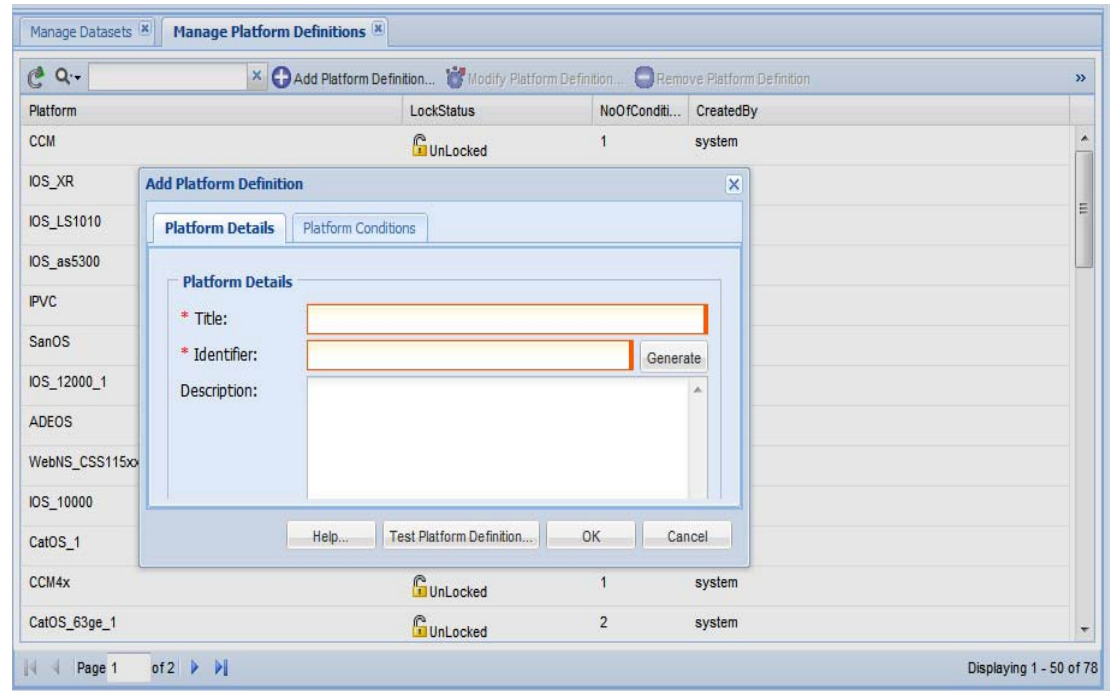 Manage Datasets
Manage Platform Definitions
Add Platform Definition... Modify Platform Definition... Remove Platform Definition »
Platform LockStatus NoOfConditi... CreatedBy
CCM UnLocked 1 system
IOS_XR
IOS_LS1010
IOS_as5300
IPVC
SanOS
IOS_12000_1
ADEOS
WebNS_CSS115xx
IOS_10000
CatOS_1
Add Platform Definition
Platform Details Platform Conditions
Platform Details
* Title:
* Identifier: Generate
Description:
Help... Test Platform Definition... OK Cancel
CCM4x UnLocked 1 system
CatOS_63ge_1 UnLocked 2 system
Page 1 of 2 Displaying 1 - 50 of 78